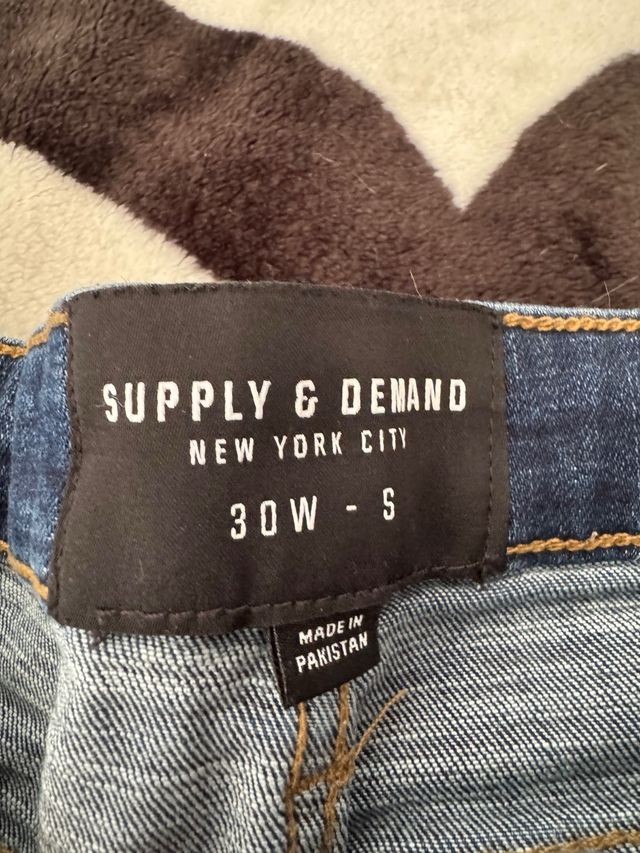 SUPPLY & DEMAND
NEW YORK CITY
30W - S
MADE IN
PAKISTAN